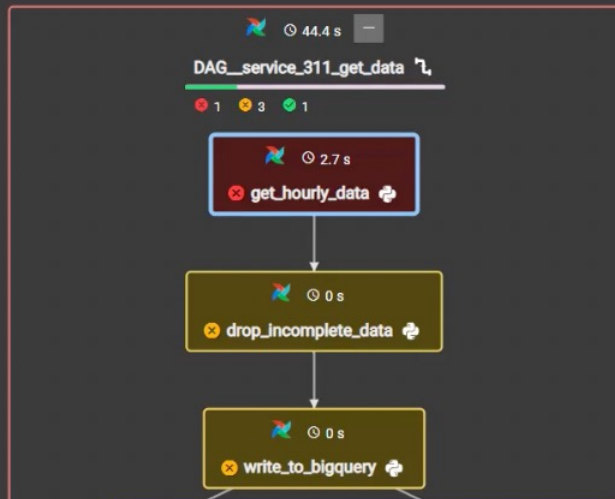 44.4 s
DAG__service_311_get_data
1 3 1
2.7 s
get_hourly_data
0 s
drop_incomplete_data
0 s
write_to_bigquery